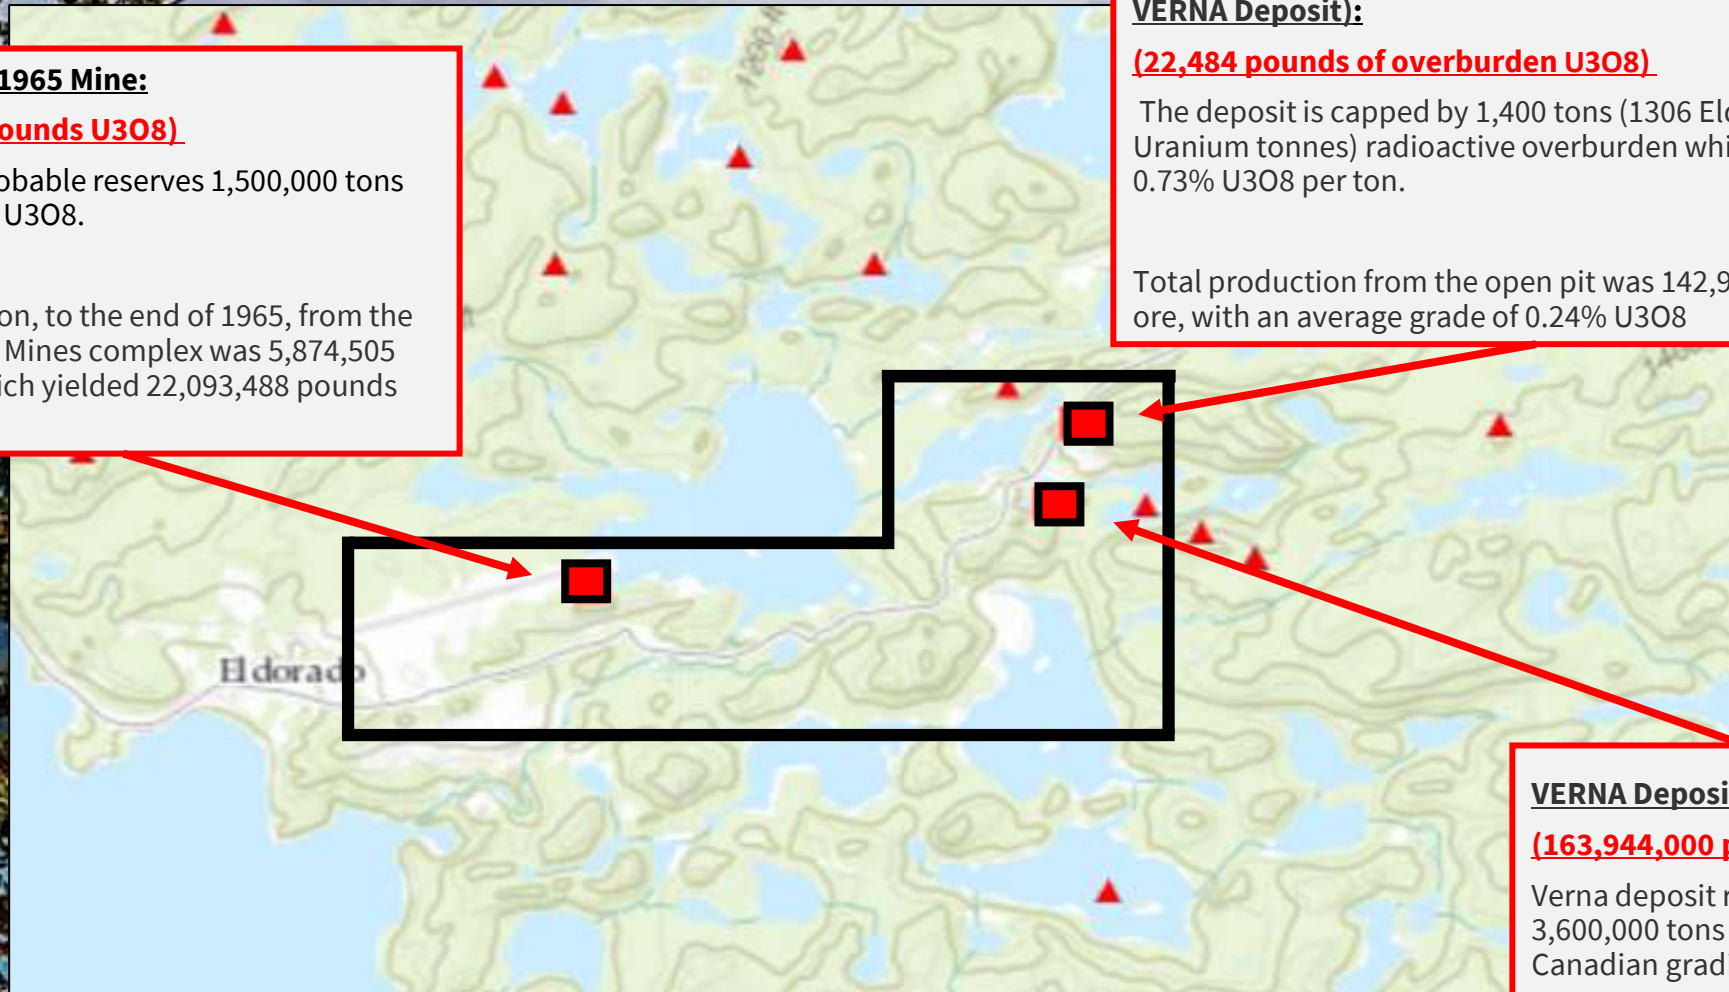 1965 Mine:
ounds U3O8)
obable reserves 1,500,000 tons
U3O8.
on, to the end of 1965, from the
Mines complex was 5,874,505
ich yielded 22,093,488 pounds
VERNA Deposit):
(22,484 pounds of overburden U3O8)
The deposit is capped by 1,400 tons (1306 Eld
Uranium tonnes) radioactive overburden whi
0.73% U3O8 per ton.
Total production from the open pit was 142,9
ore, with an average grade of 0.24% U3O8
Eldorado
VERNA Deposi
(163,944,000 p
Verna deposit r
3,600,000 tons
Canadian grad